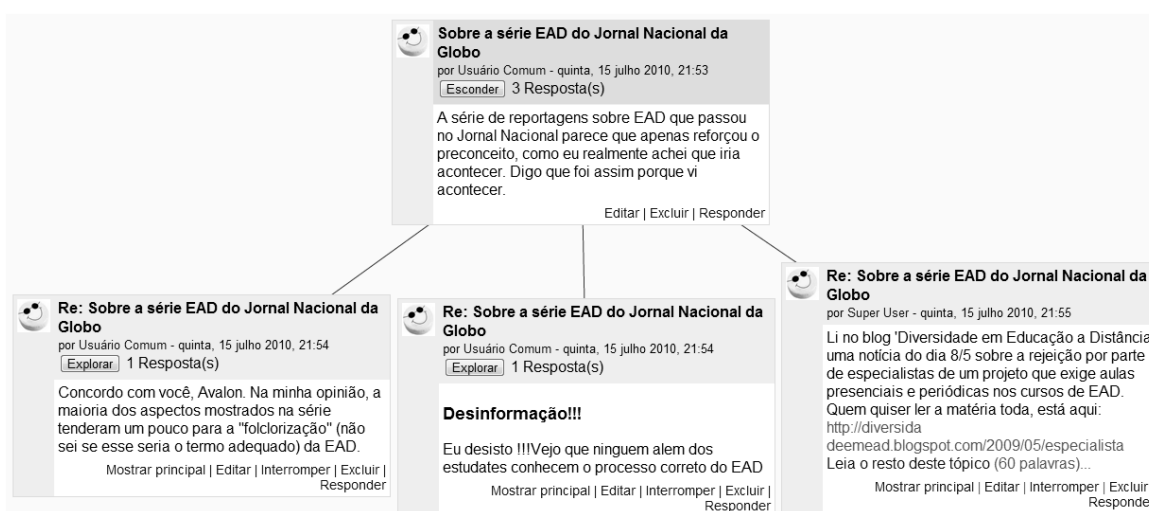 Sobre a série EAD do Jornal Nacional da
Globo
por Usuário Comum - quinta, 15 julho 2010, 21:53
Esconder 3 Resposta(s)
A série de reportagens sobre EAD que passou
no Jornal Nacional parece que apenas reforçou o
preconceito, como eu realmente achei que iria
acontecer. Digo que foi assim porque vi
acontecer.
Editar | Excluir | Responder
Re: Sobre a série EAD do Jornal Nacional da
Globo
por Usuário Comum - quinta, 15 julho 2010, 21:54
Explorar 1 Resposta(s)
Concordo com você, Avalon. Na minha opinião, a
maioria dos aspectos mostrados na série
tenderam um pouco para a "folclorização" (não
sei se esse seria o termo adequado) da EAD.
Mostrar principal | Editar | Interromper | Excluir |
Responder
Re: Sobre a série EAD do Jornal Nacional da
Globo
por Usuário Comum - quinta, 15 julho 2010, 21:54
Explorar 1 Resposta(s)
Desinformação!!!
Eu desisto !!!Vejo que ninguem alem dos
estudates conhecem o processo correto do EAD
Mostrar principal | Editar | Interromper | Excluir |
Responder
Re: Sobre a série EAD do Jornal Nacional da
Globo
por Super User - quinta, 15 julho 2010, 21:55
Li no blog 'Diversidade em Educação a Distância
uma notícia do dia 8/5 sobre a rejeição por parte
de especialistas de um projeto que exige aulas
presenciais e periódicas nos cursos de EAD.
Quem quiser ler a matéria toda, está aqui:
http://diversida
deemead.blogspot.com/2009/05/especialista
Leia o resto deste tópico (60 palavras)...
Mostrar principal | Editar | Interromper | Excluir
Responde